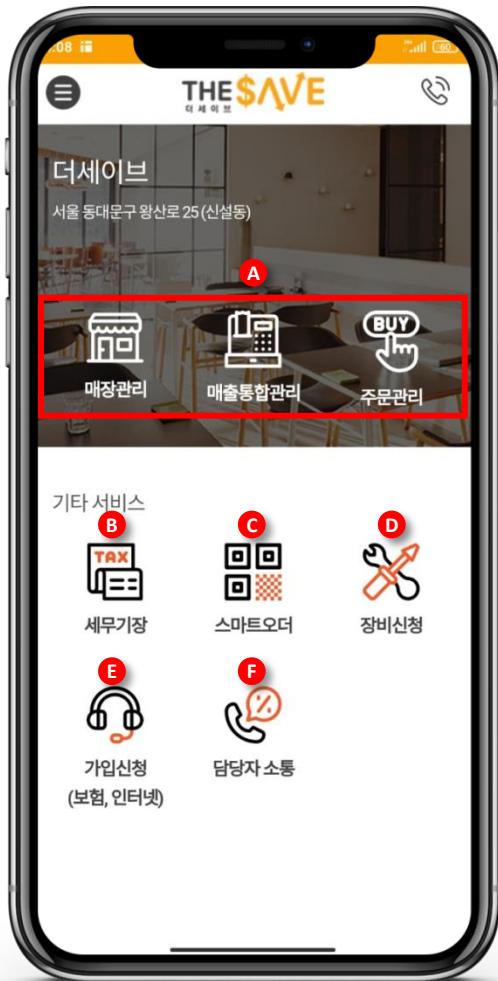 :08
60
THE $AVE
더세이브
더세이브
서울 동대문구 왕산로 25 (신설동)
A
BUY
매장관리 매출통합관리 주문관리
기타 서비스
B C D
TAX
세무기장 스마트오더 장비신청
E F
%
가입신청 담당자 소통
(보험, 인터넷)